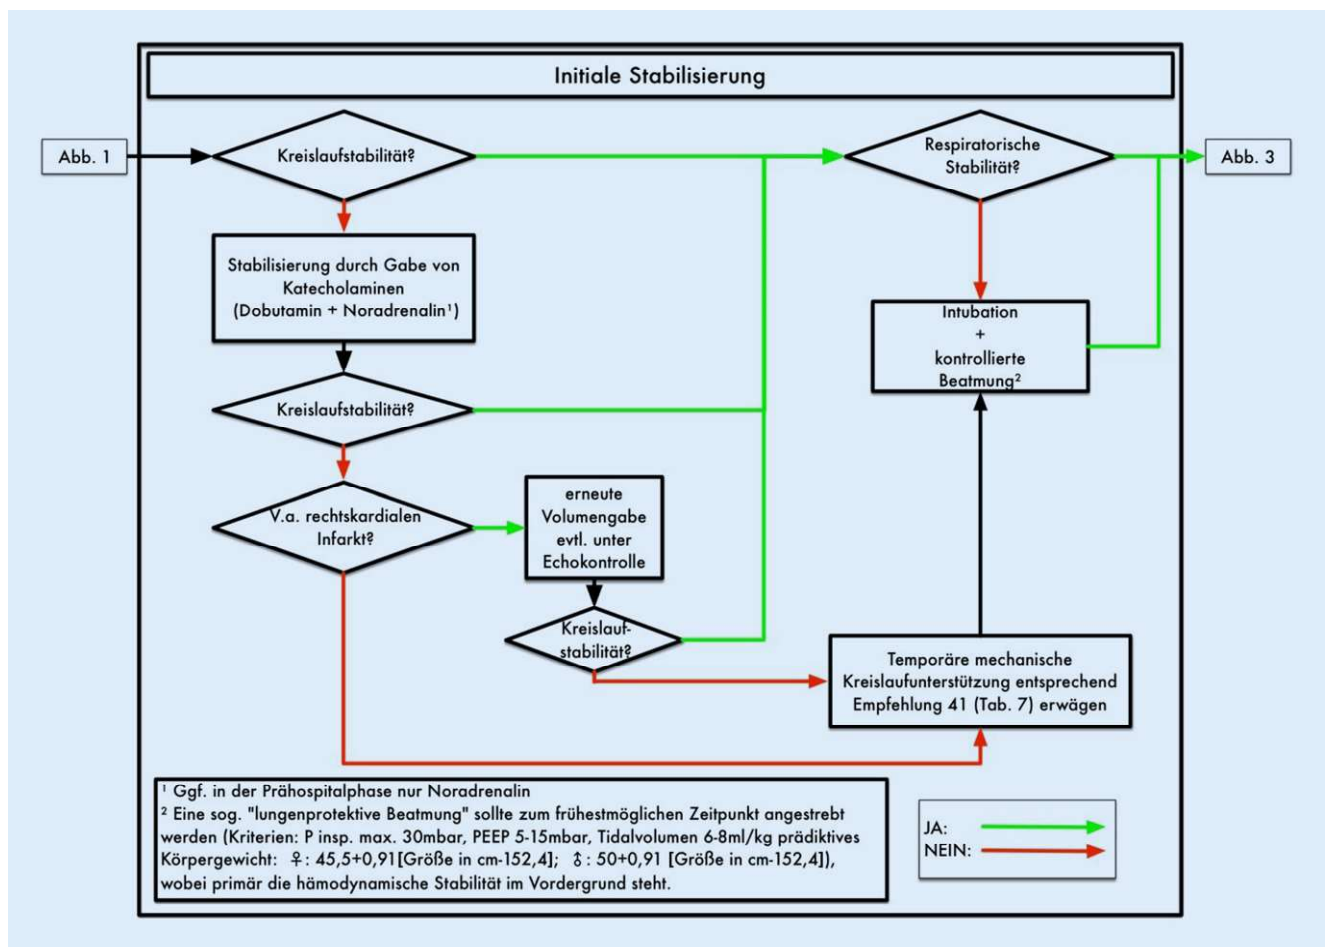 Initiale Stabilisierung
Abb. 1
Kreislaufstabilität?
Respiratorische
Stabilität?
Abb. 3
Stabilisierung durch Gabe von
Katecholaminen
(Dobutamin + Noradrenalin¹)
Intubation
+
kontrollierte
Beatmung²
Kreislaufstabilität?
V.a. rechtskardialen
Infarkt?
erneute
Volumengabe
evtl. unter
Echokontrolle
Kreislauf-
stabilität?
Temporäre mechanische
Kreislaufunterstützung entsprechend
Empfehlung 41 (Tab. 7) erwägen
¹ Ggf. in der Prähospitalphase nur Noradrenalin
² Eine sog. "lungenprotektive Beatmung" sollte zum frühestmöglichen Zeitpunkt angestrebt
werden (Kriterien: P insp. max. 30mbar, PEEP 5-15mbar, Tidalvolumen 6-8ml/kg prädiktives
Körpergewicht: ♀: 45,5+0,91[Größe in cm-152,4]; ♂: 50+0,91 [Größe in cm-152,4]),
wobei primär die hämodynamische Stabilität im Vordergrund steht.
JA:
NEIN: